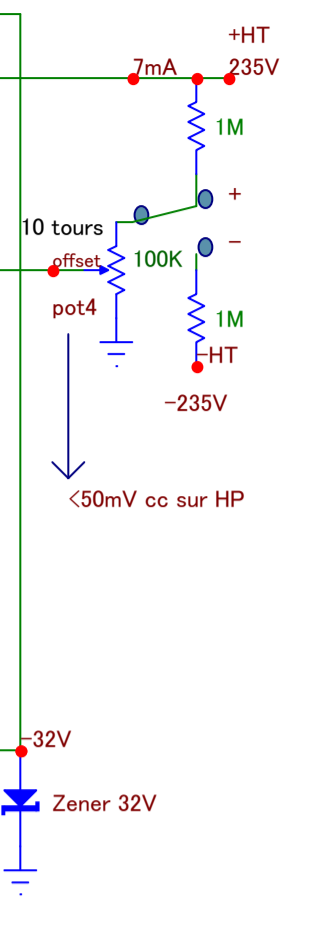 +HT
7mA
235V
1M
+
10 tours
−
offset
100K
pot4
1M
−HT
−235V
<50mV cc sur HP
−32V
Zener 32V